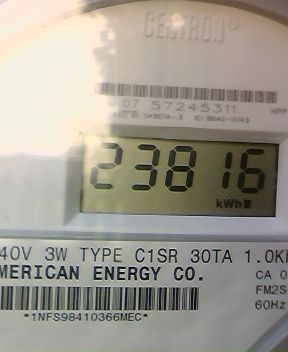 CENTRON®
07 57245311
23816
kWh
40V 3W TYPE C1SR 30TA 1.0K
MERICAN ENERGY CO.
CA 0
FM2S
60Hz
*1NFS98410366MEC*